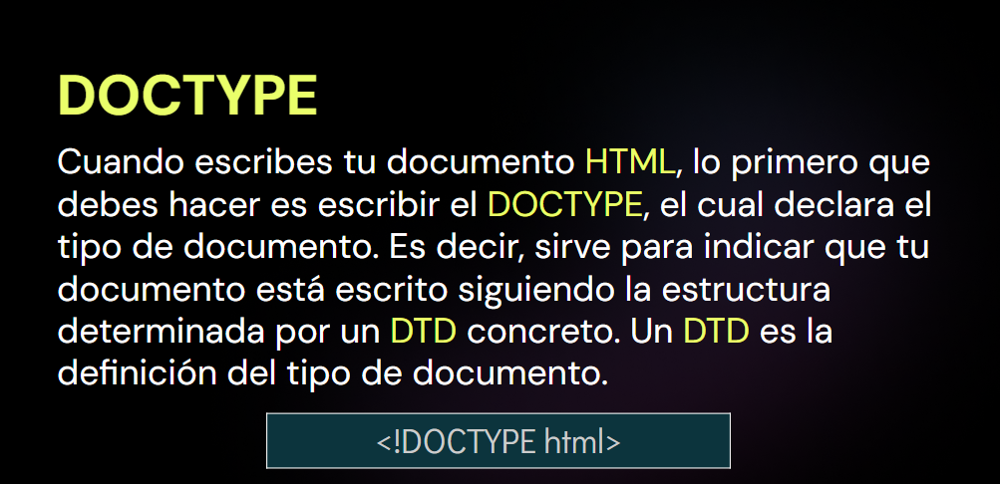 DOCTYPE
Cuando escribes tu documento HTML, lo primero que
debes hacer es escribir el DOCTYPE, el cual declara el
tipo de documento. Es decir, sirve para indicar que tu
documento está escrito siguiendo la estructura
determinada por un DTD concreto. Un DTD es la
definición del tipo de documento.
<!DOCTYPE html>